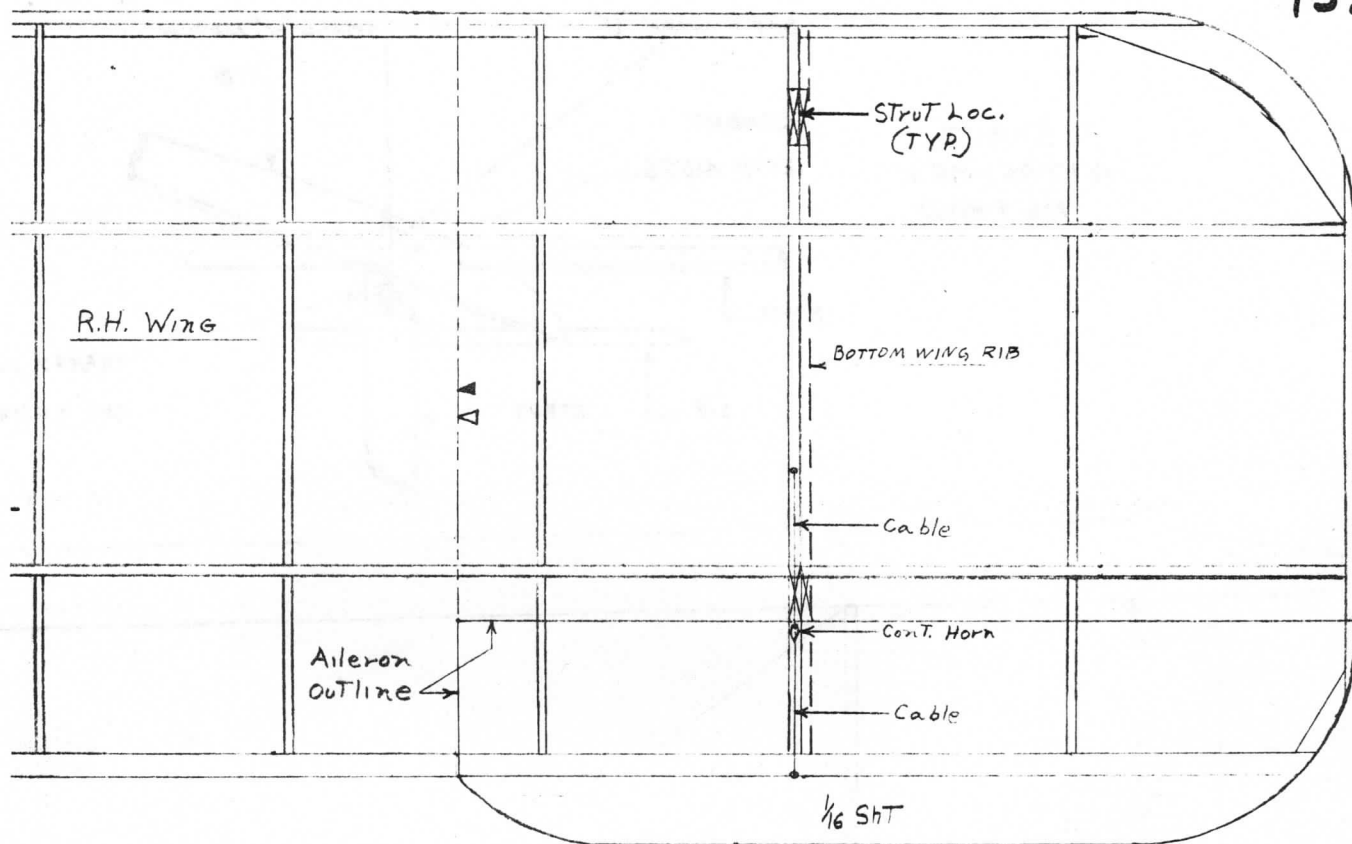 STruT Loc.
(TYP.)
R.H. WinG
BOTTOM WING RIB
Cable
ConT. Horn
Aileron
OuTline
Cable
1/16 ShT